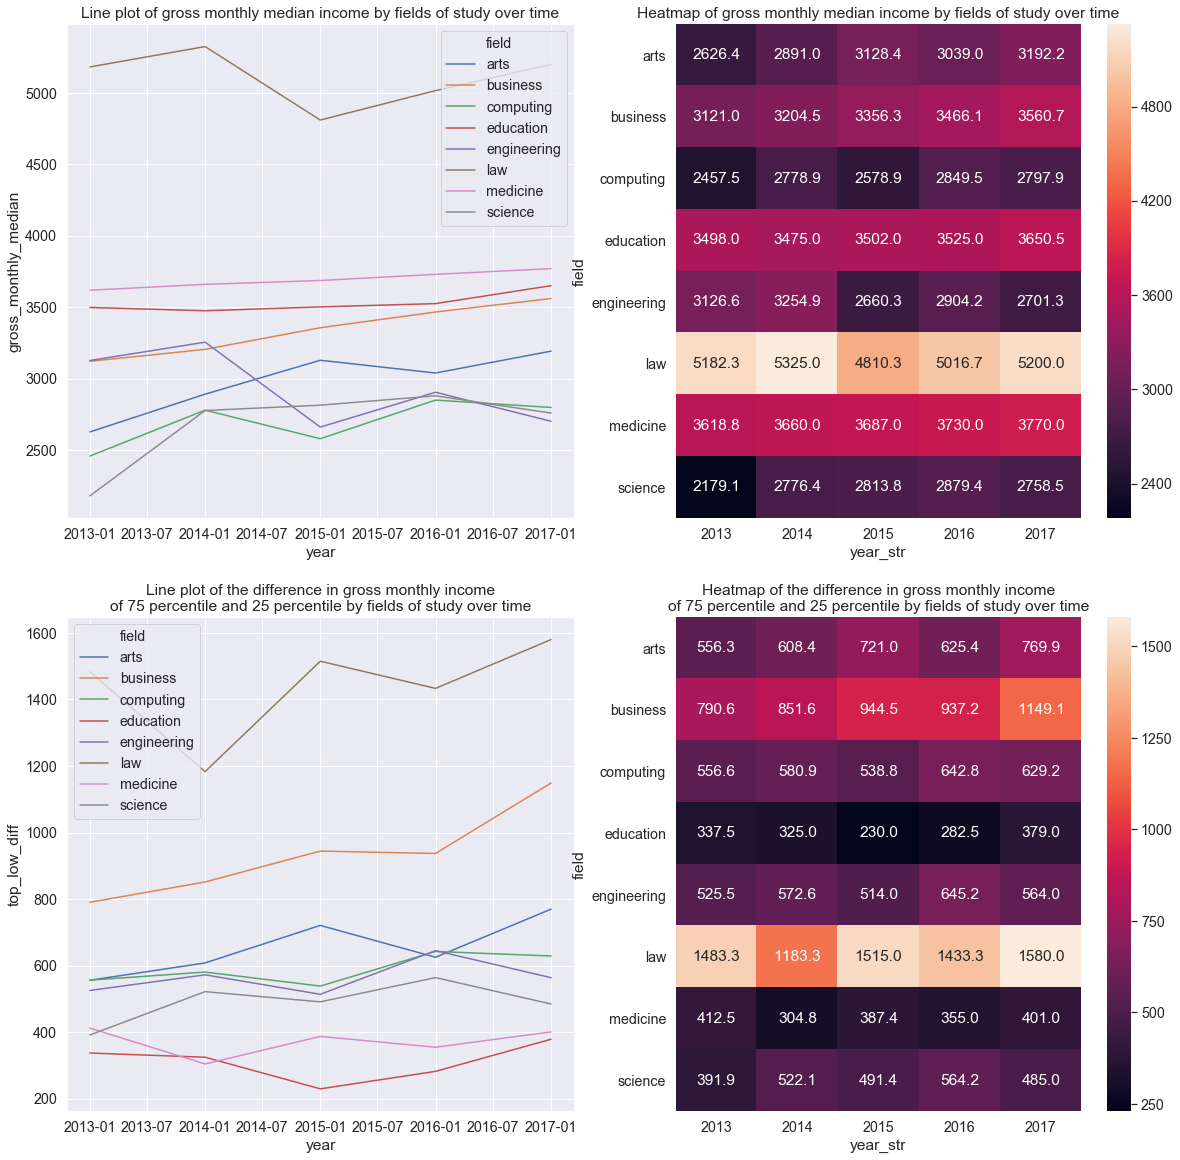 Line plot of gross monthly median income by fields of study over time
gross_monthly_median
5000
4500
4000
3500
3000
2500
field
arts
business
computing
education
engineering
law
medicine
science
2013-01 2013-07 2014-01 2014-07 2015-01 2015-07 2016-01 2016-07 2017-01
year
Heatmap of gross monthly median income by fields of study over time
field
arts 2626.4 2891.0 3128.4 3039.0 3192.2
business 3121.0 3204.5 3356.3 3466.1 3560.7
computing 2457.5 2778.9 2578.9 2849.5 2797.9
education 3498.0 3475.0 3502.0 3525.0 3650.5
engineering 3126.6 3254.9 2660.3 2904.2 2701.3
law 5182.3 5325.0 4810.3 5016.7 5200.0
medicine 3618.8 3660.0 3687.0 3730.0 3770.0
science 2179.1 2776.4 2813.8 2879.4 2758.5
2013 2014 2015 2016 2017
year_str
4800
4200
3600
3000
2400
Line plot of the difference in gross monthly income
of 75 percentile and 25 percentile by fields of study over time
top_low_diff
1600
1400
1200
1000
800
600
400
200
field
arts
business
computing
education
engineering
law
medicine
science
2013-01 2013-07 2014-01 2014-07 2015-01 2015-07 2016-01 2016-07 2017-01
year
Heatmap of the difference in gross monthly income
of 75 percentile and 25 percentile by fields of study over time
field
arts 556.3 608.4 721.0 625.4 769.9
business 790.6 851.6 944.5 937.2 1149.1
computing 556.6 580.9 538.8 642.8 629.2
education 337.5 325.0 230.0 282.5 379.0
engineering 525.5 572.6 514.0 645.2 564.0
law 1483.3 1183.3 1515.0 1433.3 1580.0
medicine 412.5 304.8 387.4 355.0 401.0
science 391.9 522.1 491.4 564.2 485.0
2013 2014 2015 2016 2017
year_str
1500
1250
1000
750
500
250